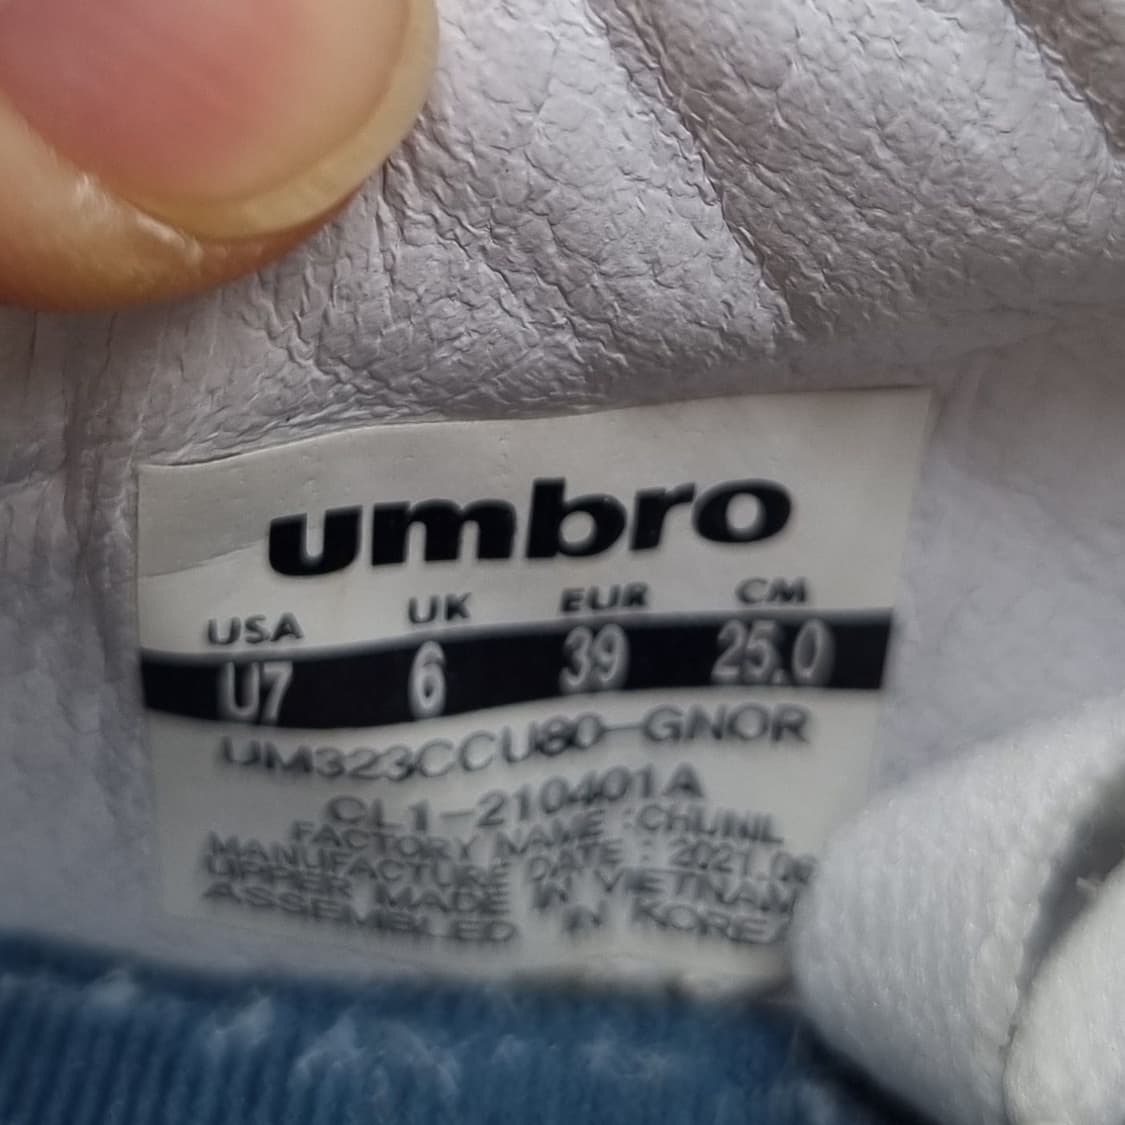 umbro
USA UK EUR CM
U7 6 39 25.0
UM323CCU80-GNOR
CL1-210401A
FACTORY NAME :CHUNIL
MANUFACTURE DATE : 2021.
UPPER MADE IN VIETNAM
ASSEMBLED IN KOREA